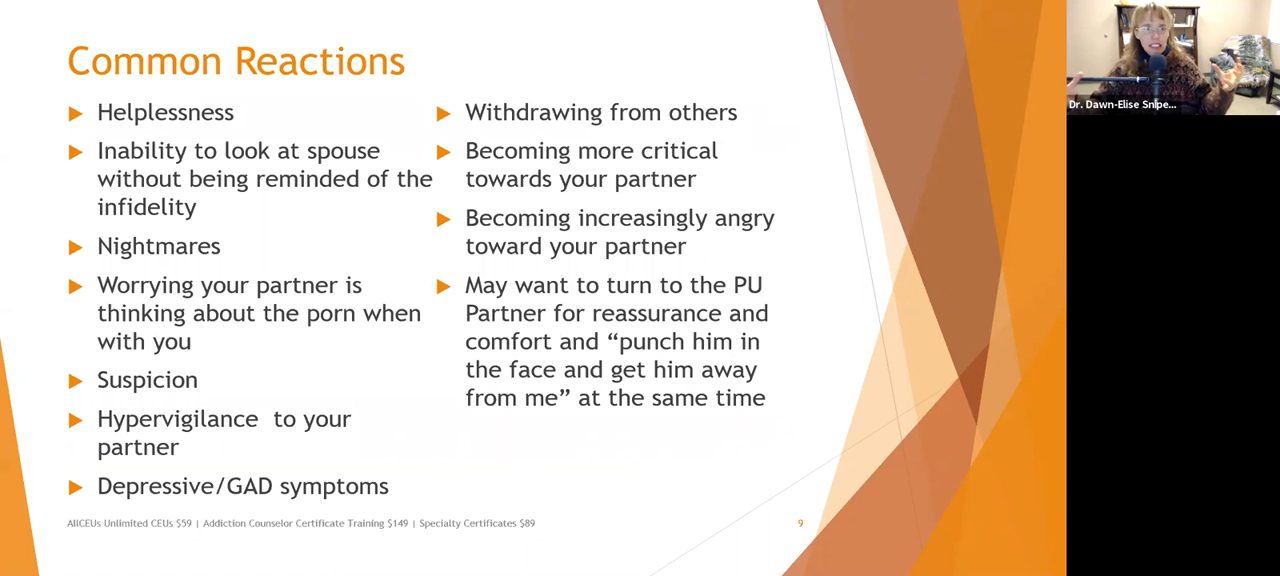 Common Reactions
Helplessness
Inability to look at spouse
without being reminded of the
infidelity
Nightmares
Worrying your partner is
thinking about the porn when
with you
Suspicion
Hypervigilance  to your
partner
Depressive/GAD symptoms
Withdrawing from others
Becoming more critical
towards your partner
Becoming increasingly angry
toward your partner
May want to turn to the PU
Partner for reassurance and
comfort and “punch him in
the face and get him away
from me” at the same time
AllCEUs Unlimited CEUs $59 | Addiction Counselor Certificate Training $149 | Specialty Certificates $89
9
Dr. Dawn-Elise Snipe...